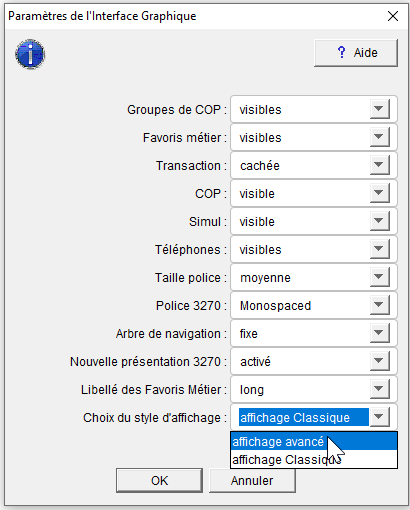 Paramètres de l'Interface Graphique
? Aide
Groupes de COP : visibles
Favoris métier : visibles
Transaction : cachée
COP : visible
Simul : visible
Téléphones : visibles
Taille police : moyenne
Police 3270 : Monospaced
Arbre de navigation : fixe
Nouvelle présentation 3270 : activé
Libellé des Favoris Métier : long
Choix du style d'affichage : affichage Classique
affichage avancé
affichage Classique
OK Annuler